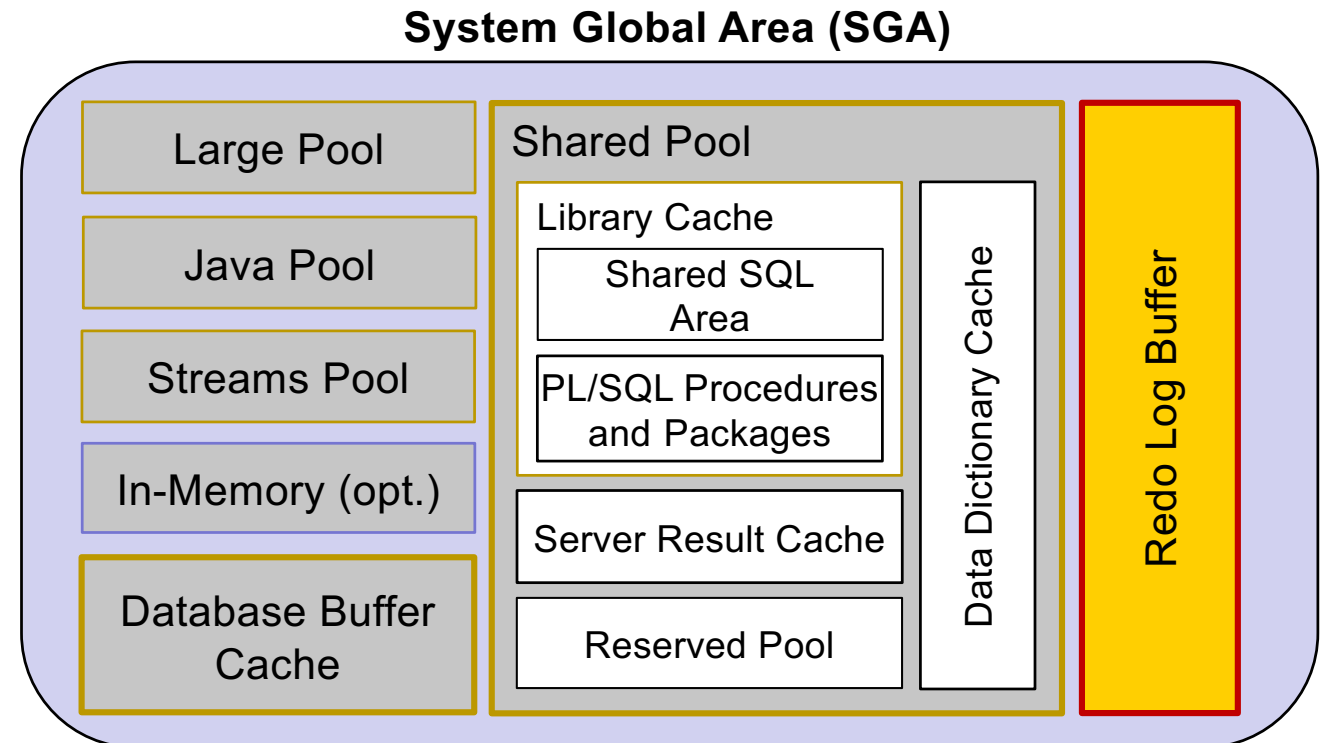 System Global Area (SGA)
Large Pool
Java Pool
Streams Pool
In-Memory (opt.)
Database Buffer
Cache
Shared Pool
Library Cache
Shared SQL
Area
PL/SQL Procedures
and Packages
Server Result Cache
Reserved Pool
Data Dictionary Cache
Redo Log Buffer